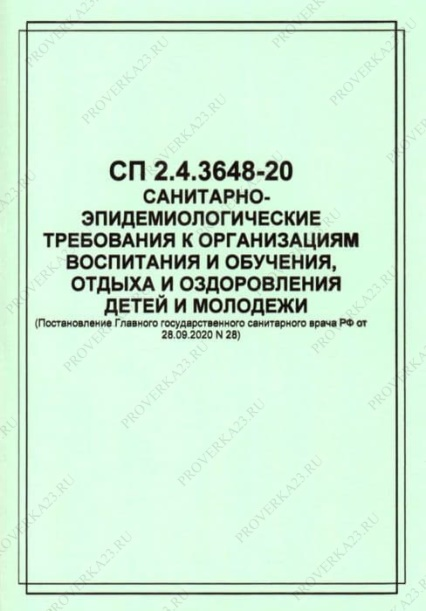 СП 2.4.3648-20
САНИТАРНО-
ЭПИДЕМИОЛОГИЧЕСКИЕ
ТРЕБОВАНИЯ К ОРГАНИЗАЦИЯМ
ВОСПИТАНИЯ И ОБУЧЕНИЯ,
ОТДЫХА И ОЗДОРОВЛЕНИЯ
ДЕТЕЙ И МОЛОДЕЖИ
(Постановление Главного государственного санитарного врача РФ от
28.09.2020 N 28)
PROVERKA23.RU